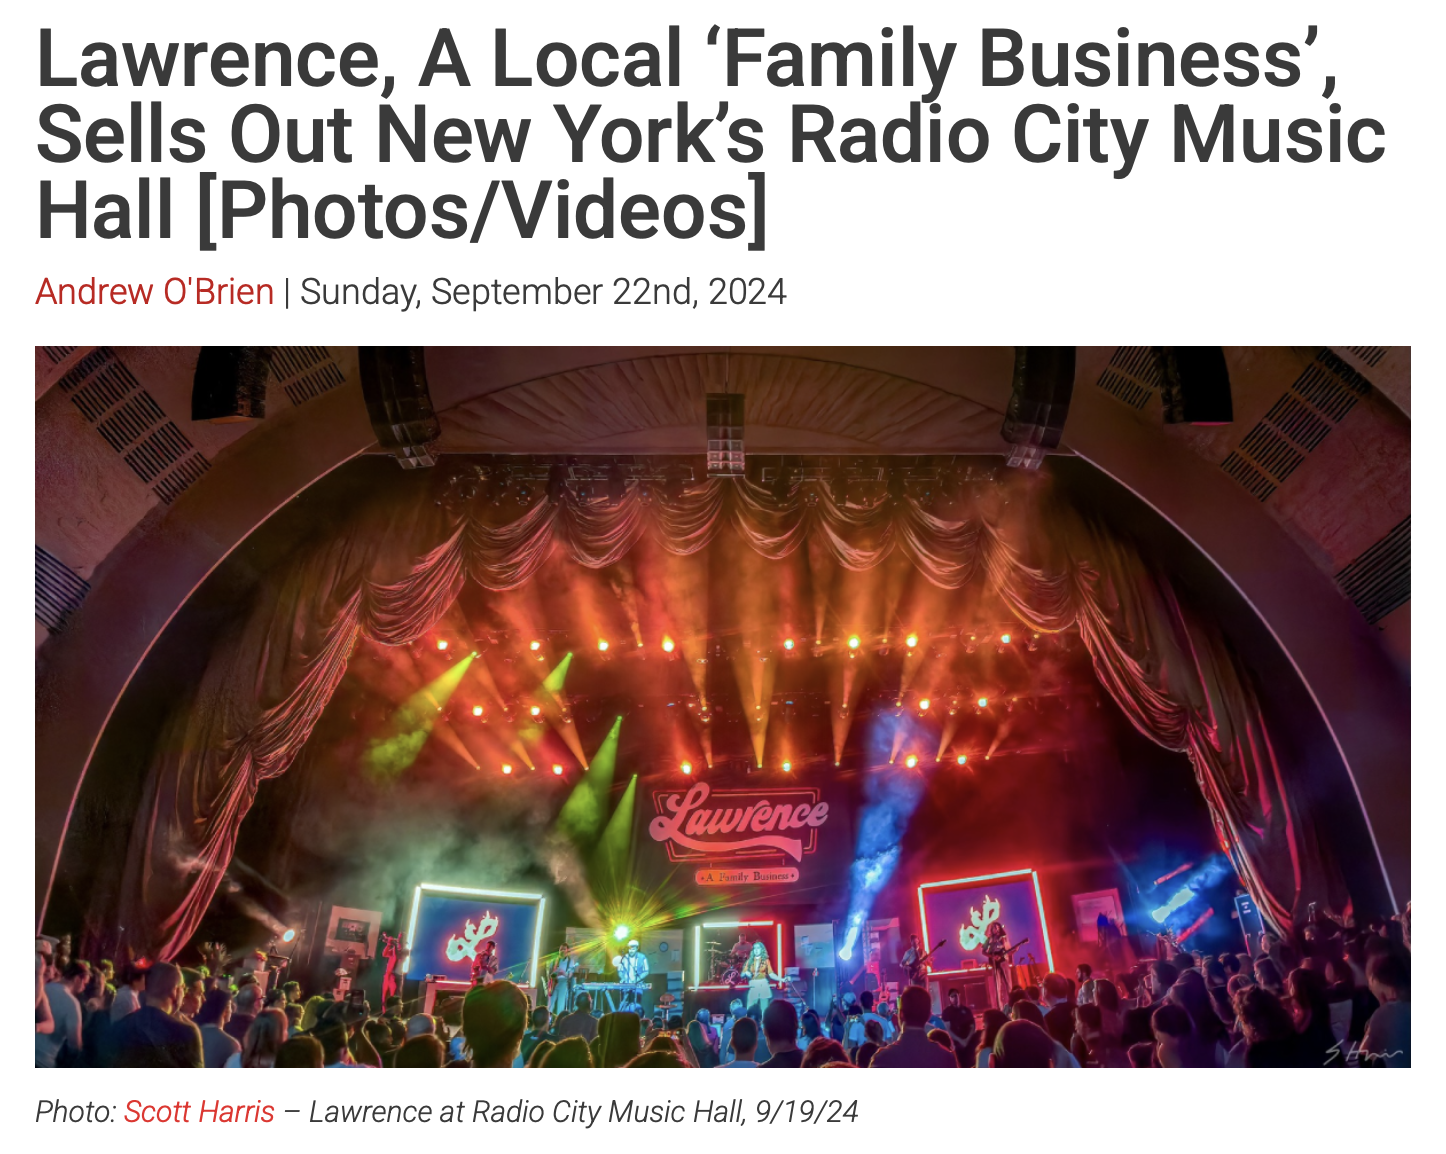 Lawrence, A Local ‘Family Business’,
Sells Out New York’s Radio City Music
Hall [Photos/Videos]
Andrew O'Brien | Sunday, September 22nd, 2024
Lawrence
A Family Business
Photo: Scott Harris – Lawrence at Radio City Music Hall, 9/19/24